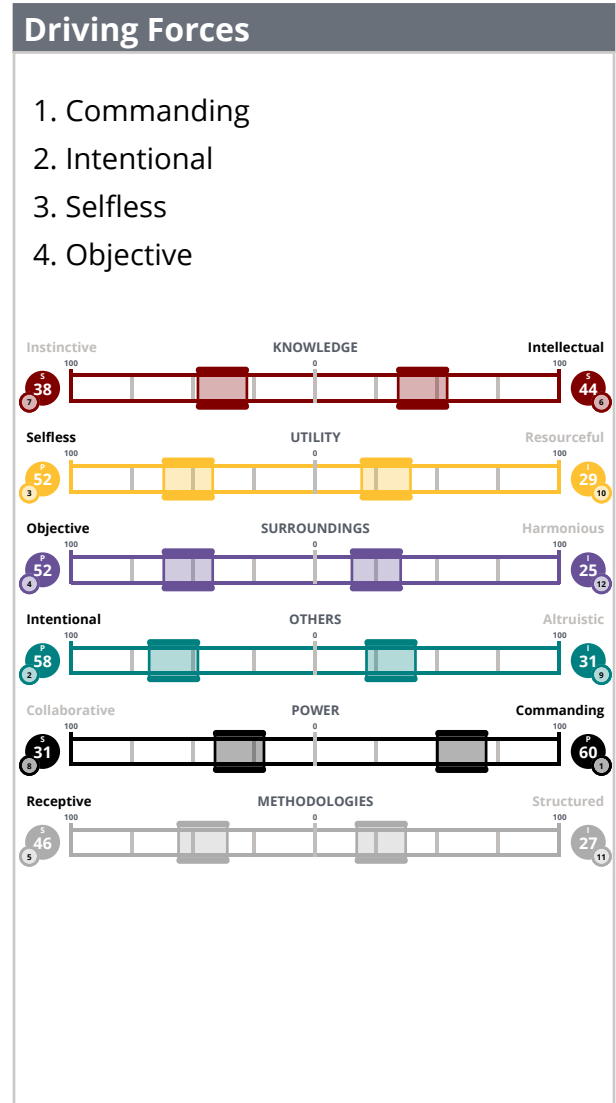 Driving Forces
1. Commanding
2. Intentional
3. Selfless
4. Objective
Instinctive KNOWLEDGE Intellectual
100 0 100
S 38 7 S 44 6
Selfless UTILITY Resourceful
100 0 100
P 52 3 I 29 10
Objective SURROUNDINGS Harmonious
100 0 100
P 52 4 I 25 12
Intentional OTHERS Altruistic
100 0 100
P 58 2 I 31 9
Collaborative POWER Commanding
100 0 100
S 31 8 P 60 1
Receptive METHODOLOGIES Structured
100 0 100
S 46 5 I 27 11